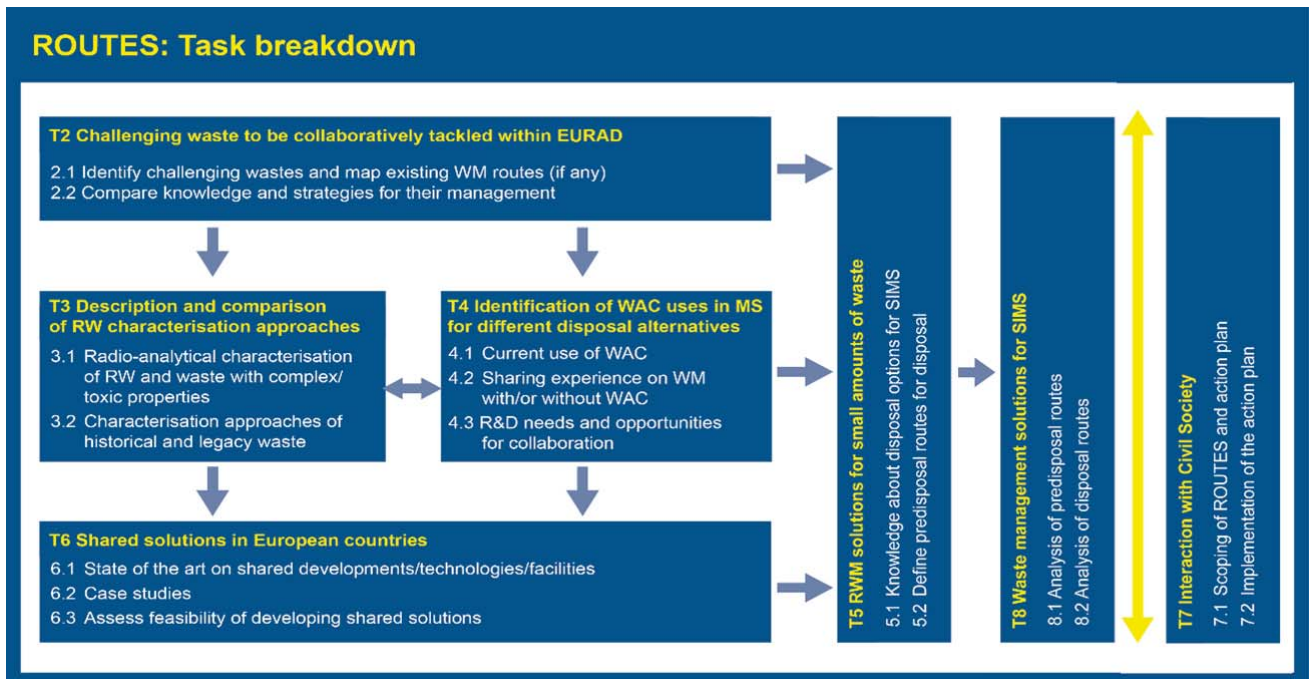 ROUTES: Task breakdown
T2 Challenging waste to be collaboratively tackled within EURAD
2.1 Identify challenging wastes and map existing WM routes (if any)
2.2 Compare knowledge and strategies for their management
T3 Description and comparison
of RW characterisation approaches
3.1 Radio-analytical characterisation
of RW and waste with complex/
toxic properties
3.2 Characterisation approaches of
historical and legacy waste
T4 Identification of WAC uses in MS
for different disposal alternatives
4.1 Current use of WAC
4.2 Sharing experience on WM
with/or without WAC
4.3 R&D needs and opportunities
for collaboration
T6 Shared solutions in European countries
6.1 State of the art on shared developments/technologies/facilities
6.2 Case studies
6.3 Assess feasibility of developing shared solutions
T5 RWM solutions for small amounts of waste
5.1 Knowledge about disposal options for SIMS
5.2 Define predisposal routes for disposal
T8 Waste management solutions for SIMS
8.1 Analysis of predisposal routes
8.2 Analysis of disposal routes
T7 Interaction with Civil Society
7.1 Scoping of ROUTES and action plan
7.2 Implementation of the action plan